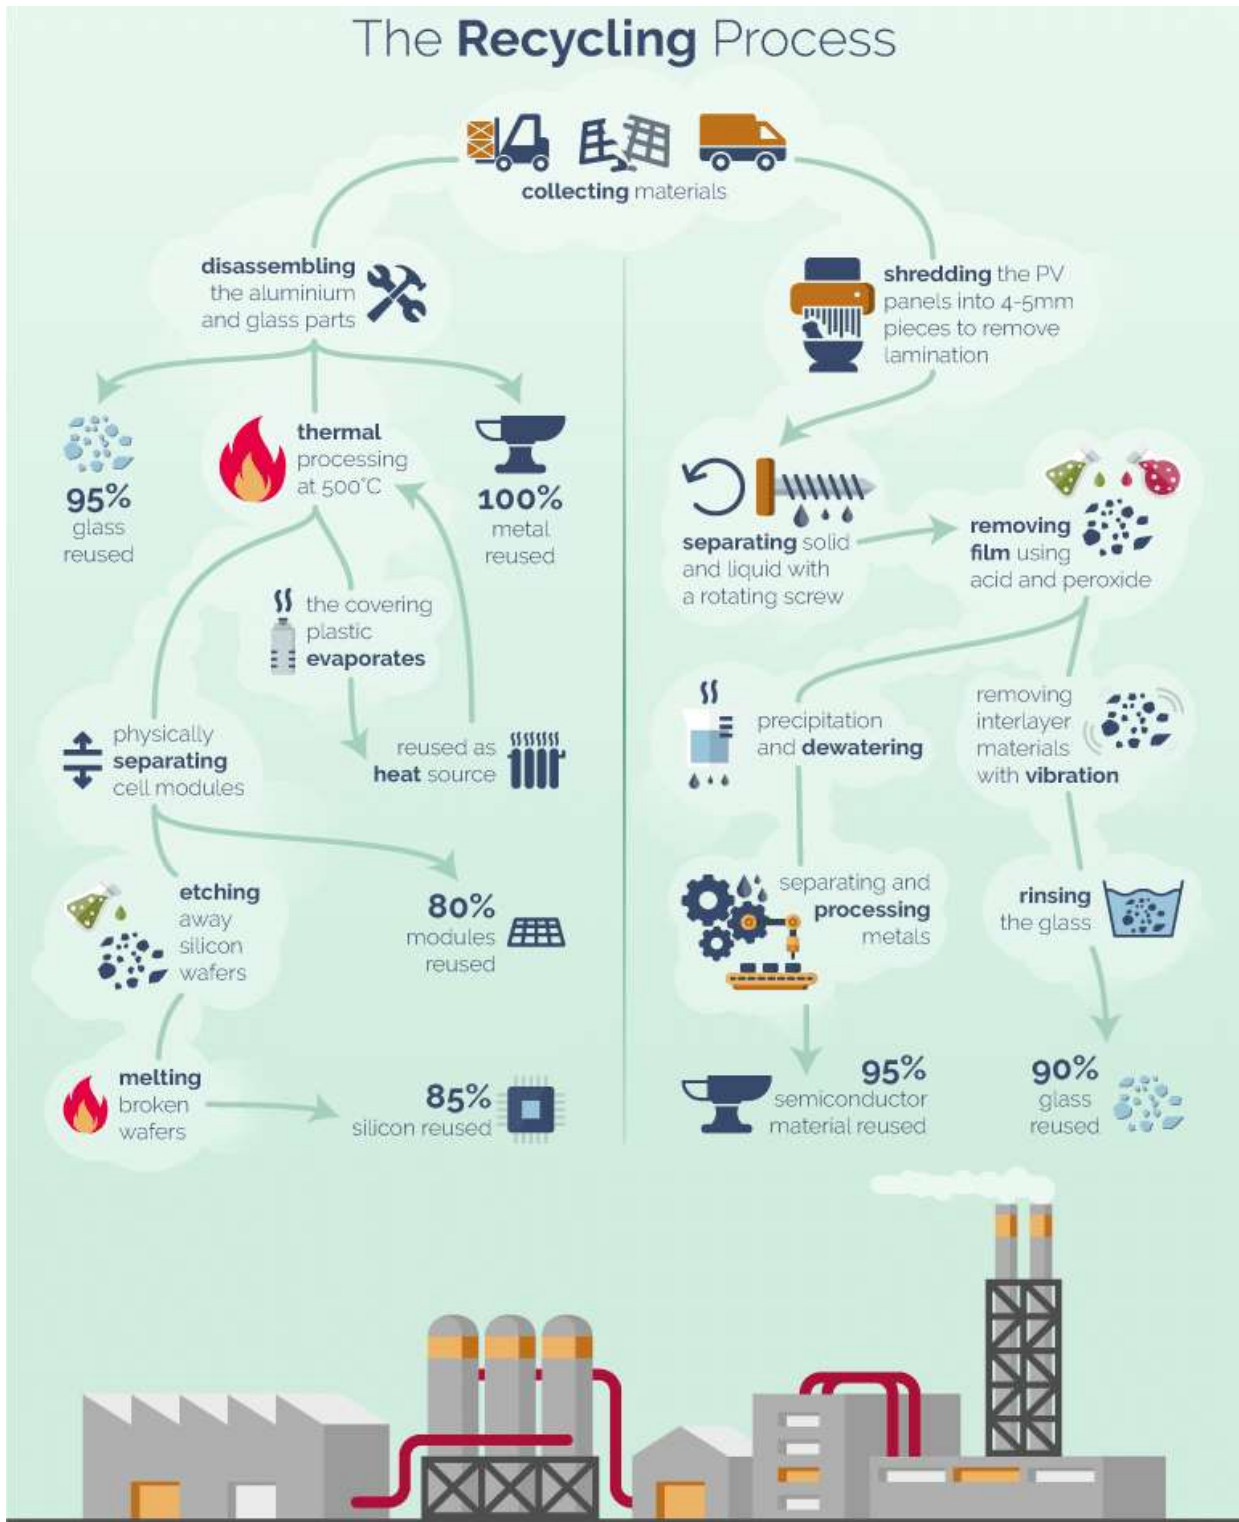 The Recycling Process
collecting materials
disassembling
the aluminium
and glass parts
95%
glass
reused
thermal
processing
at 500°C
100%
metal
reused
the covering
plastic
evaporates
physically
separating
cell modules
reused as
heat source
etching
away
silicon
wafers
80%
modules
reused
melting
broken
wafers
85%
silicon reused
shredding the PV
panels into 4-5mm
pieces to remove
lamination
separating solid
and liquid with
a rotating screw
removing
film using
acid and peroxide
precipitation
and dewatering
removing
interlayer
materials
with vibration
separating and
processing
metals
rinsing
the glass
95%
semiconductor
material reused
90%
glass
reused